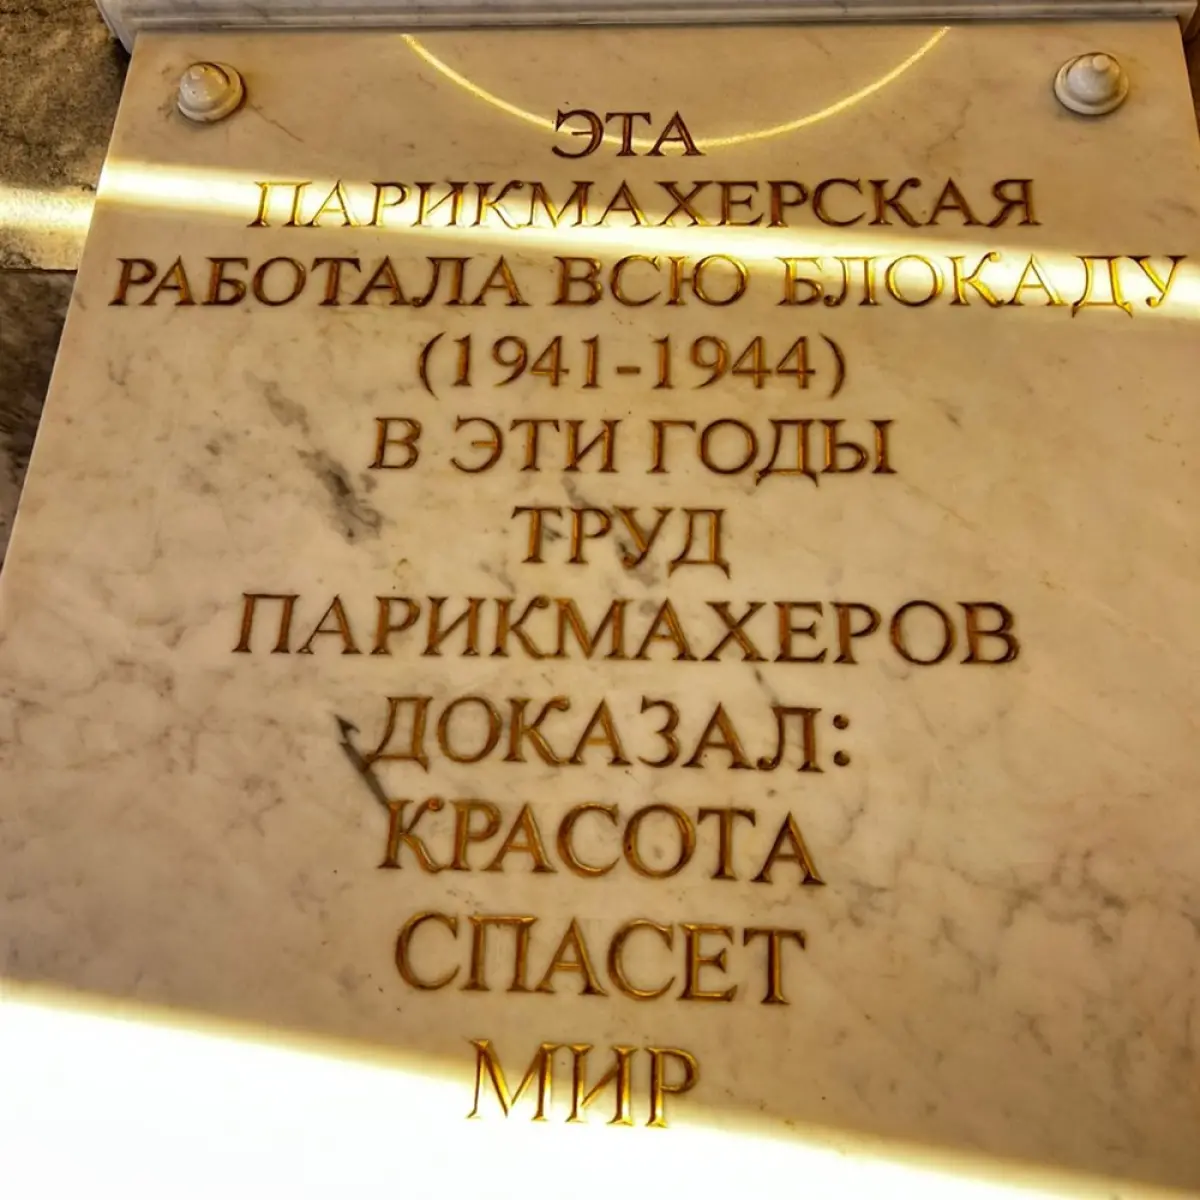 ЭТА
ПАРИКМАХЕРСКАЯ
РАБОТАЛА ВСЮ БЛОКАДУ
(1941-1944)
В ЭТИ ГОДЫ
ТРУД
ПАРИКМАХЕРОВ
ДОКАЗАЛ:
КРАСОТА
СПАСЕТ
МИР